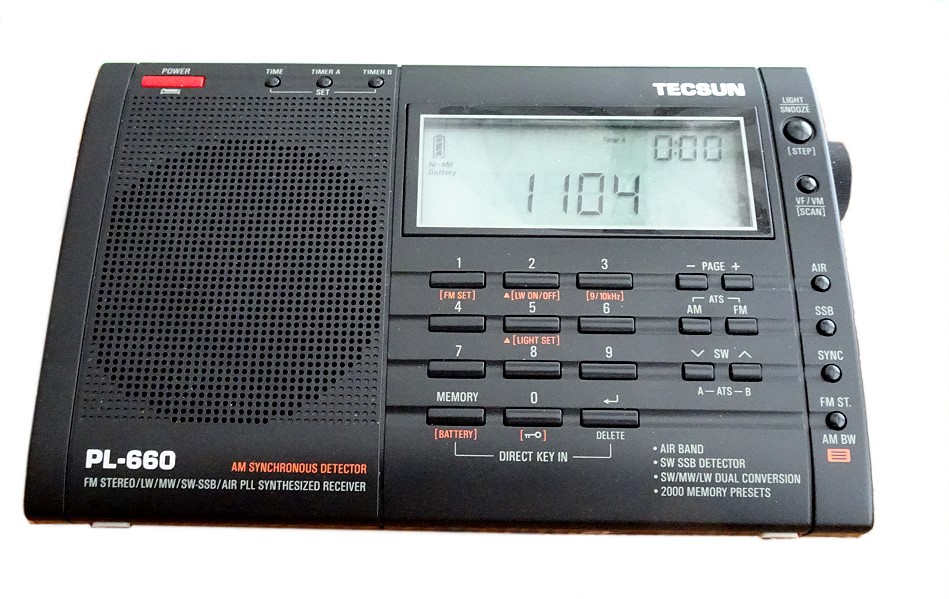 POWER
TIME TIMER A TIMER B
SET
TECSUN
LIGHT
SNOOZE
[STEP]
Timer A 0:00
Ni-MH
Battery
1104
VF/VM
[SCAN]
1 2 3 − PAGE +
[FM SET] ▲[LW ON/OFF] [9/10kHz]
AIR
ATS
4 5 6 AM FM
▲[LIGHT SET]
SSB
7 8 9 SW
A—ATS—B
SYNC
MEMORY 0
[BATTERY] DELETE
DIRECT KEY IN
FM ST.
AM BW
PL-660
AM SYNCHRONOUS DETECTOR
FM STEREO/LW/MW/SW-SSB/AIR PLL SYNTHESIZED RECEIVER
• AIR BAND
• SW SSB DETECTOR
• SW/MW/LW DUAL CONVERSION
• 2000 MEMORY PRESETS